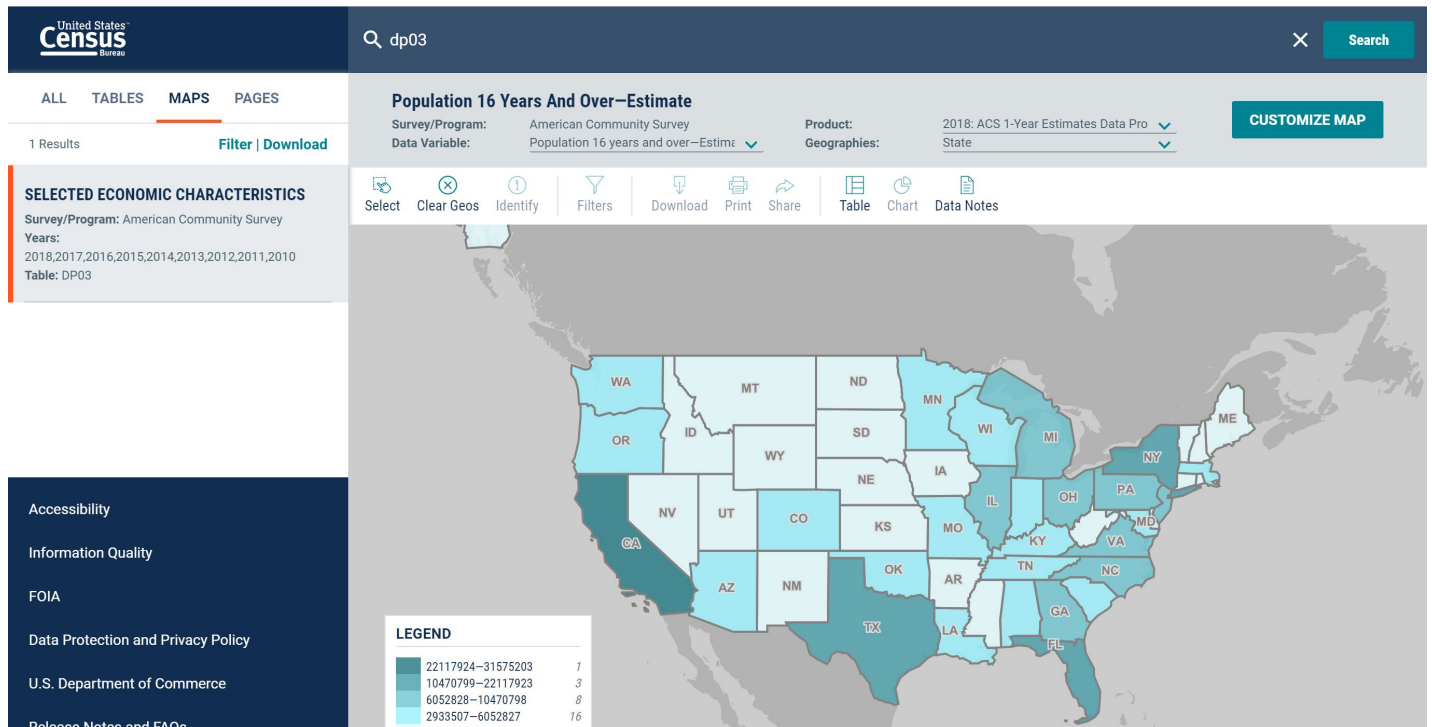 United States™
Census
Bureau
dp03
Search
ALL TABLES MAPS PAGES
1 Results
Filter | Download
SELECTED ECONOMIC CHARACTERISTICS
Survey/Program: American Community Survey
Years:
2018,2017,2016,2015,2014,2013,2012,2011,2010
Table: DP03
Accessibility
Information Quality
FOIA
Data Protection and Privacy Policy
U.S. Department of Commerce
Release Notes and FAQs
Population 16 Years And Over—Estimate
Survey/Program: American Community Survey
Product: 2018: ACS 1-Year Estimates Data Pro
Data Variable: Population 16 years and over—Estima
Geographies: State
CUSTOMIZE MAP
Select Clear Geos Identify Filters Download Print Share Table Chart Data Notes
WA MT ND MN ME
OR ID SD WI MI NY
WY IA
NE IL OH PA
NV UT CO KS MO MD
CA KY VA
AZ NM OK AR TN NC
TX LA GA
FL
LEGEND
22117924—31575203 1
10470799—22117923 3
6052828—10470798 8
2933507—6052827 16